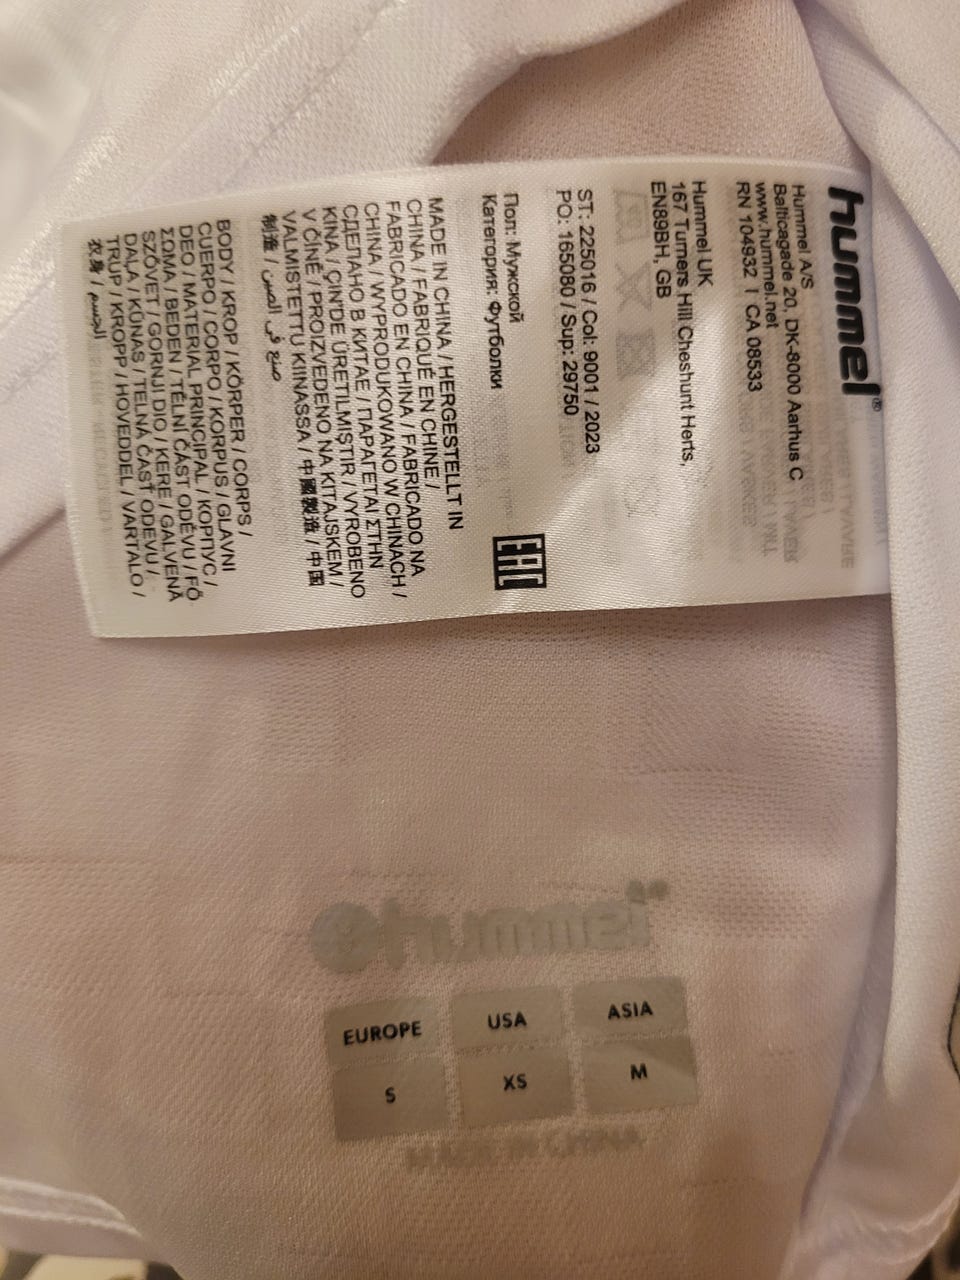 hummel®
Hummel A/S
Balticagade 20, DK-8000 Aarhus C
www.hummel.net
RN 104932 | CA 08533
Hummel UK
167 Turners Hill Cheshunt Herts,
EN89BH, GB
ST: 225016 / Col: 9001 / 2023
PO: 165080 / Sup: 29750
Пол: Мужской
Категория: Футболки
EAC
MADE IN CHINA / HERGESTELLT IN
CHINA / FABRIQUÉ EN CHINE /
FABRICADO EN CHINA / FABRICADO NA
CHINA / WYPRODUKOWANO W CHINACH /
СДЕЛАНО В КИТАЕ / ΠΑΡΑΓΕΤΑΙ ΣΤΗΝ
ΚΙΝΑ / ÇIN'DE ÜRETILMIŞTIR / VYROBENO
V ČÍNĚ / PROIZVEDENO NA KITAJSKEM /
VALMISTETTU KIINASSA / 中國製造 / 中国
制造 / صنع في الصين
BODY / KROP / KÖRPER / CORPS /
CUERPO / CORPO / KORPUS / GLAVNI
DEO / MATERIAL PRINCIPAL / КОРПУС /
ΣΩΜΑ / BEDEN / TĚLNÍ ČÁST ODĚVU / FŐ
SZÖVET / GORNJI DIO / KERE / GALVENĀ
DAĻA / KŪNAS / TELNÁ ČASŤ ODEVU /
TRUP / KROPP / HOVEDDEL / VARTALO /
衣身 / الجسم
hummel®
EUROPE USA ASIA
S XS M
MADE IN CHINA